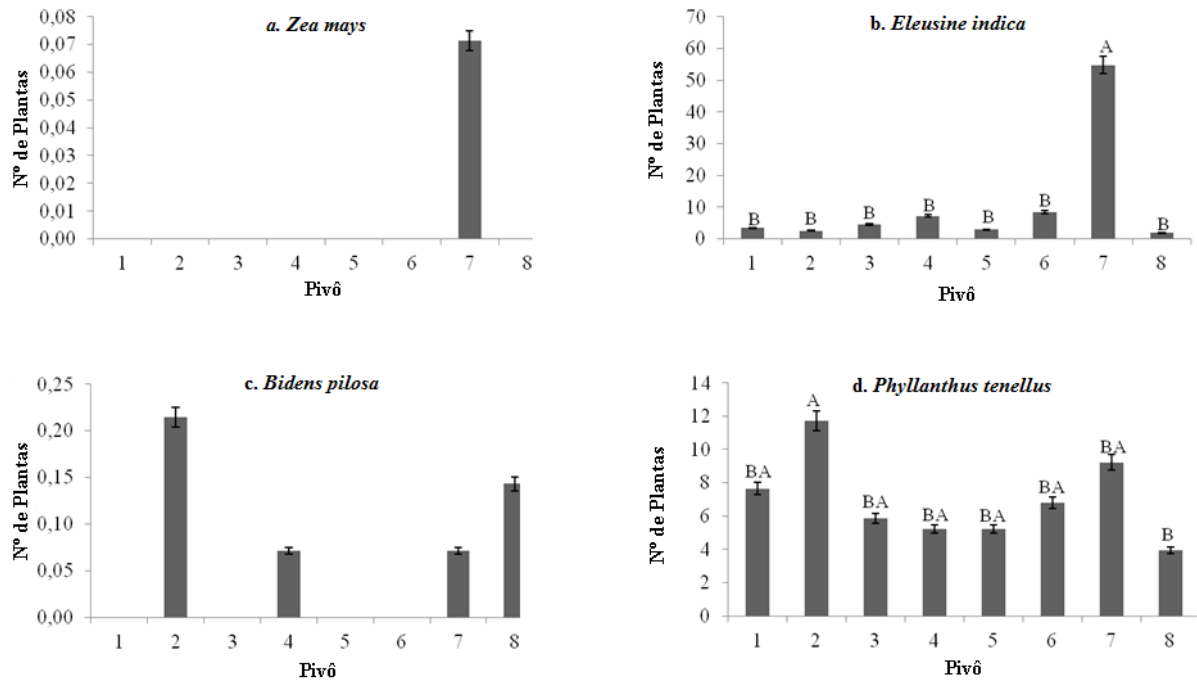 a. Zea mays
Nº de Plantas
0,08
0,07
0,06
0,05
0,04
0,03
0,02
0,01
0,00
1 2 3 4 5 6 7 8
Pivô
b. Eleusine indica
Nº de Plantas
70
60
50
40
30
20
10
0
B B B B B B A B
1 2 3 4 5 6 7 8
Pivô
c. Bidens pilosa
Nº de Plantas
0,25
0,20
0,15
0,10
0,05
0,00
1 2 3 4 5 6 7 8
Pivô
d. Phyllanthus tenellus
Nº de Plantas
14
12
10
8
6
4
2
0
BA A BA BA BA BA BA B
1 2 3 4 5 6 7 8
Pivô